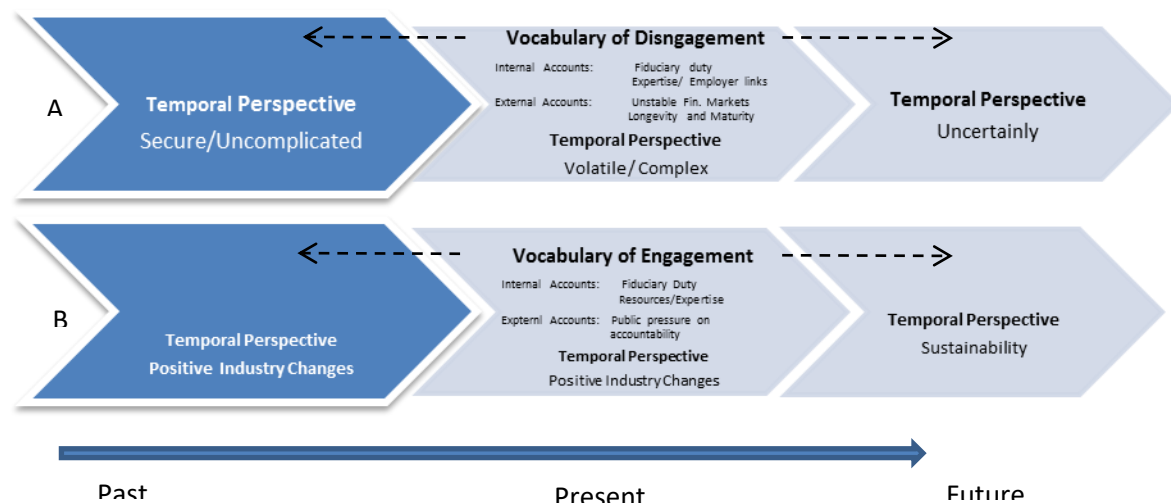 A
Temporal Perspective
Secure/Uncomplicated
Vocabulary of Disngagement
Internal Accounts: Fiduciary duty
Expertise/ Employer links
External Accounts: Unstable Fin. Markets
Longevity and Maturity
Temporal Perspective
Volatile/ Complex
Temporal Perspective
Uncertainly
B
Temporal Perspective
Positive Industry Changes
Vocabulary of Engagement
Internal Accounts: Fiduciary Duty
Resources/Expertise
Expternl Accounts: Public pressure on
accountability
Temporal Perspective
Positive Industry Changes
Temporal Perspective
Sustainability
Past
Present
Future